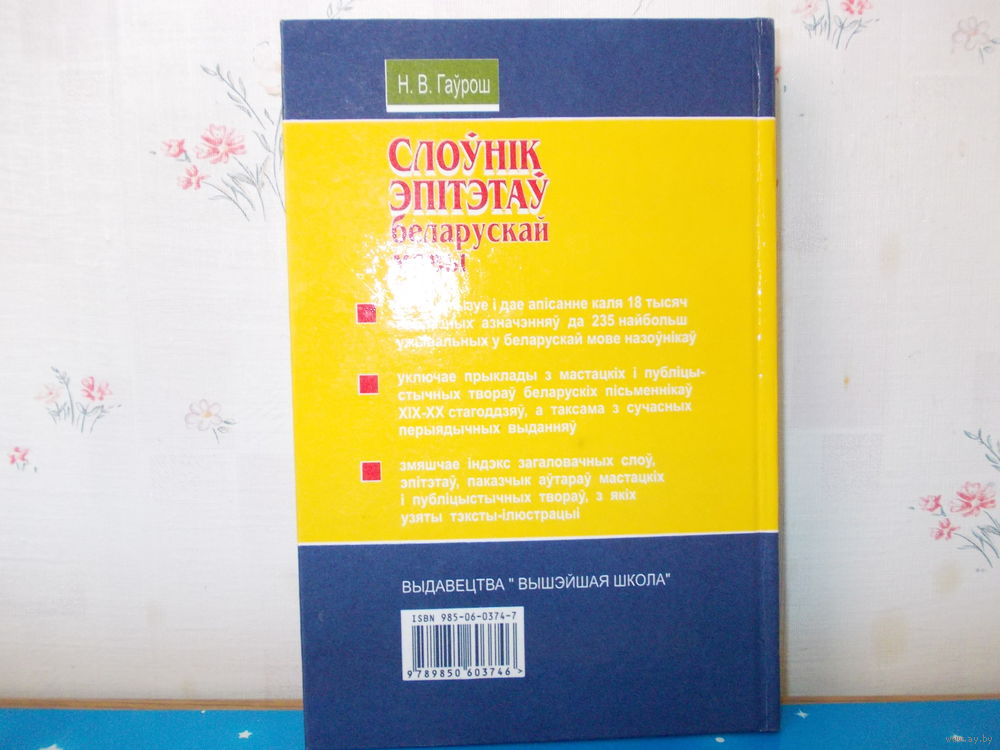 Н. В. Гаўрош
Слоўнік
эпітэтаў
беларускай
і дае апісанне каля 18 тысяч
азначэнняў да 235 найбольш
ужывальных у беларускай мове назоўнікаў
уключае прыклады з мастацкіх і публіцы-
стычных твораў беларускіх пісьменнікаў
XIX-XX стагоддзяў, а таксама з сучасных
перыядычных выданняў
змяшчае індэкс загаловачных слоў,
эпітэтаў, паказчык аўтараў мастацкіх
і публіцыстычных твораў, з якіх
узяты тэксты-ілюстрацыі
ВЫДАВЕЦТВА " ВЫШЭЙШАЯ ШКОЛА"
ISBN 985-06-0374-7
9789850603746>